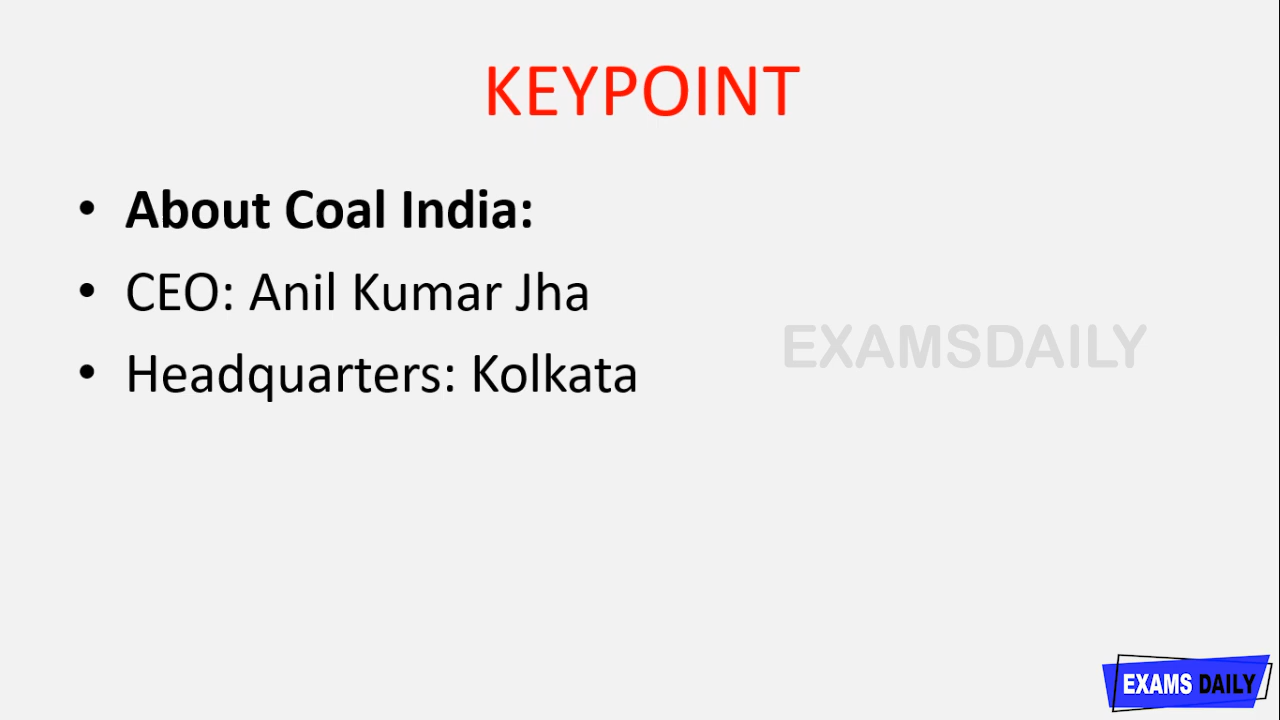 KEYPOINT
• About Coal India:
• CEO: Anil Kumar Jha
• Headquarters: Kolkata
EXAMSDAILY
EXAMS DAILY